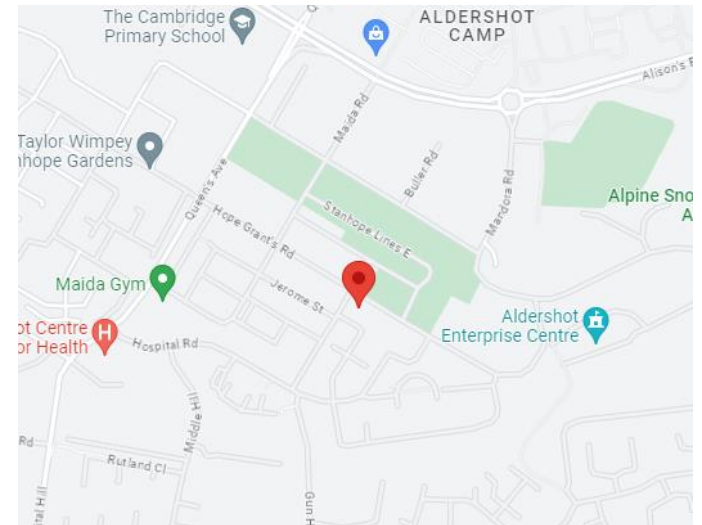 The Cambridge
Primary School
ALDERSHOT
CAMP
Alison's
Maida Rd
Taylor Wimpey
nhope Gardens
Buller Rd
Queen's Ave
Mandora Rd
Alpine Sno
A
Stanhope Lines E
Hope Grant's Rd
Maida Gym
Jerome St
Aldershot
Enterprise Centre
ot Centre
or Health
H
Hospital Rd
Middle Hill
Rd
Rutland Cl
tal Hill
Gun H